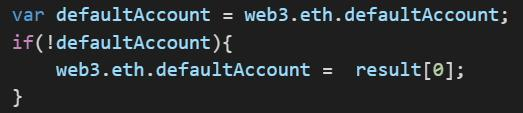 var defaultAccount = web3.eth.defaultAccount;
if(!defaultAccount){
    web3.eth.defaultAccount =  result[0];
}